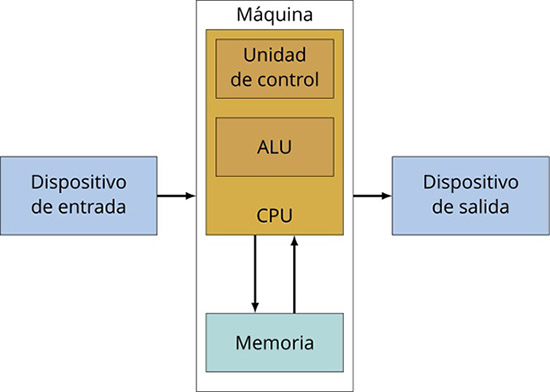 Máquina
Unidad
de control
ALU
CPU
Dispositivo
de entrada
Dispositivo
de salida
Memoria